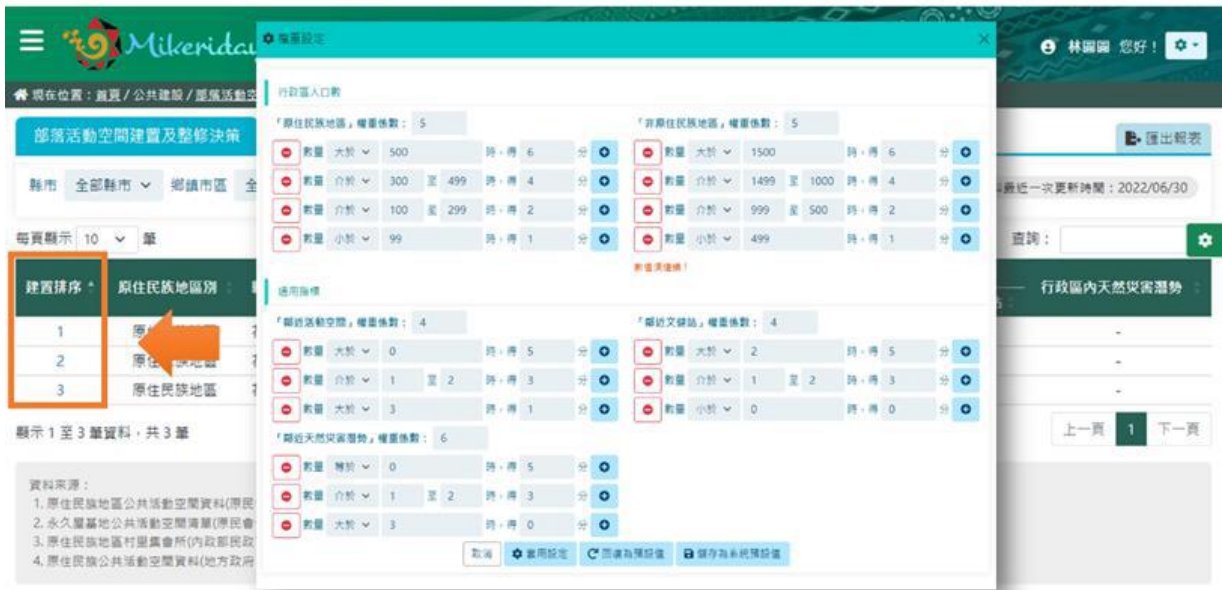 Mikerida
權重設定
林圓圓 您好!
現在位置:首頁 / 公共建設 / 部落活動空
部落活動空間建置及整修決策
匯出報表
縣市 全部縣市 鄉鎮市區 全
最近一次更新時間:2022/06/30
每頁顯示 10 筆
查詢:
建置排序 原住民族地區別
行政區內天然災害潛勢
1 -
2 -
3 原住民族地區 -
顯示 1 至 3 筆資料,共 3 筆
上一頁 1 下一頁
資料來源:
1. 原住民族地區公共活動空間資料(原民
2. 永久屋基地公共活動空間清單(原民會
3. 原住民族地區村里集會所(內政部民政
4. 原住民族公共活動空間資料(地方政府
行政區人口數
「原住民族地區」權重係數: 5
數量 大於 500 時,得 6 分
數量 介於 300 至 499 時,得 4 分
數量 介於 100 至 299 時,得 2 分
數量 小於 99 時,得 1 分
「非原住民族地區」權重係數: 5
數量 大於 1500 時,得 6 分
數量 介於 1499 至 1000 時,得 4 分
數量 介於 999 至 500 時,得 2 分
數量 小於 499 時,得 1 分
數值須連續!
通用指標
「鄰近活動空間」權重係數: 4
數量 大於 0 時,得 5 分
數量 介於 1 至 2 時,得 3 分
數量 大於 3 時,得 1 分
「鄰近文健站」權重係數: 4
數量 大於 2 時,得 5 分
數量 介於 1 至 2 時,得 3 分
數量 小於 0 時,得 0 分
「鄰近天然災害潛勢」權重係數: 6
數量 等於 0 時,得 5 分
數量 介於 1 至 2 時,得 3 分
數量 大於 3 時,得 0 分
取消 套用設定 回復為預設值 儲存為系統預設值